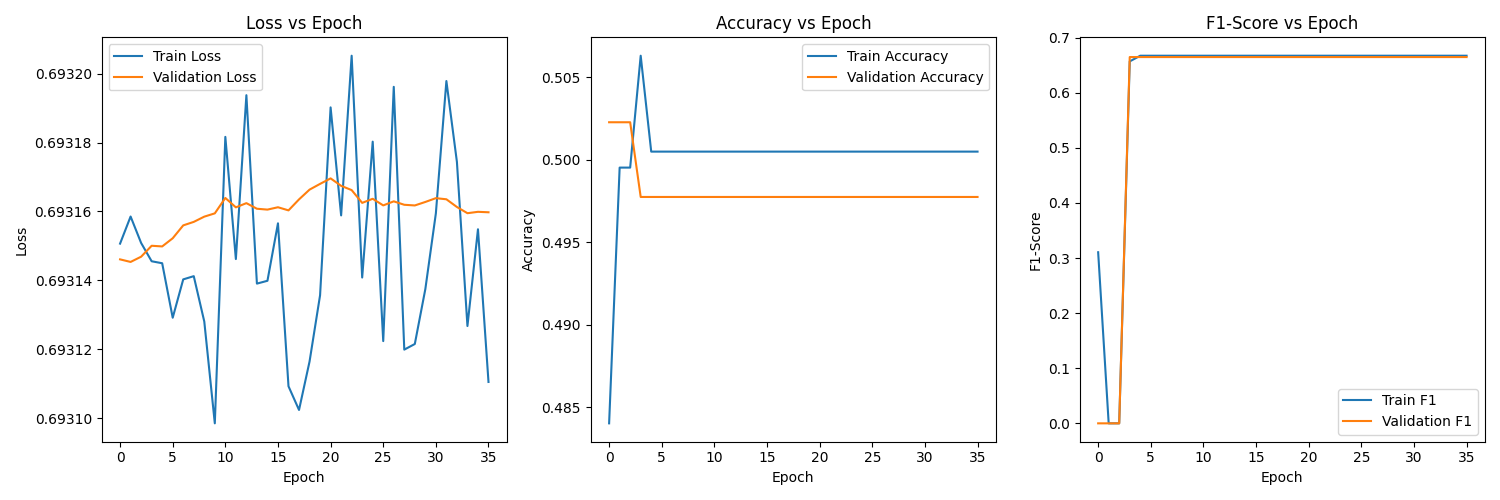 Loss vs Epoch
Train Loss
Validation Loss
0.69320
0.69318
0.69316
0.69314
0.69312
0.69310
Loss
0 5 10 15 20 25 30 35
Epoch
Accuracy vs Epoch
Train Accuracy
Validation Accuracy
0.505
0.500
0.495
0.490
0.485
Accuracy
0 5 10 15 20 25 30 35
Epoch
F1-Score vs Epoch
0.7
0.6
0.5
0.4
0.3
0.2
0.1
0.0
F1-Score
Train F1
Validation F1
0 5 10 15 20 25 30 35
Epoch